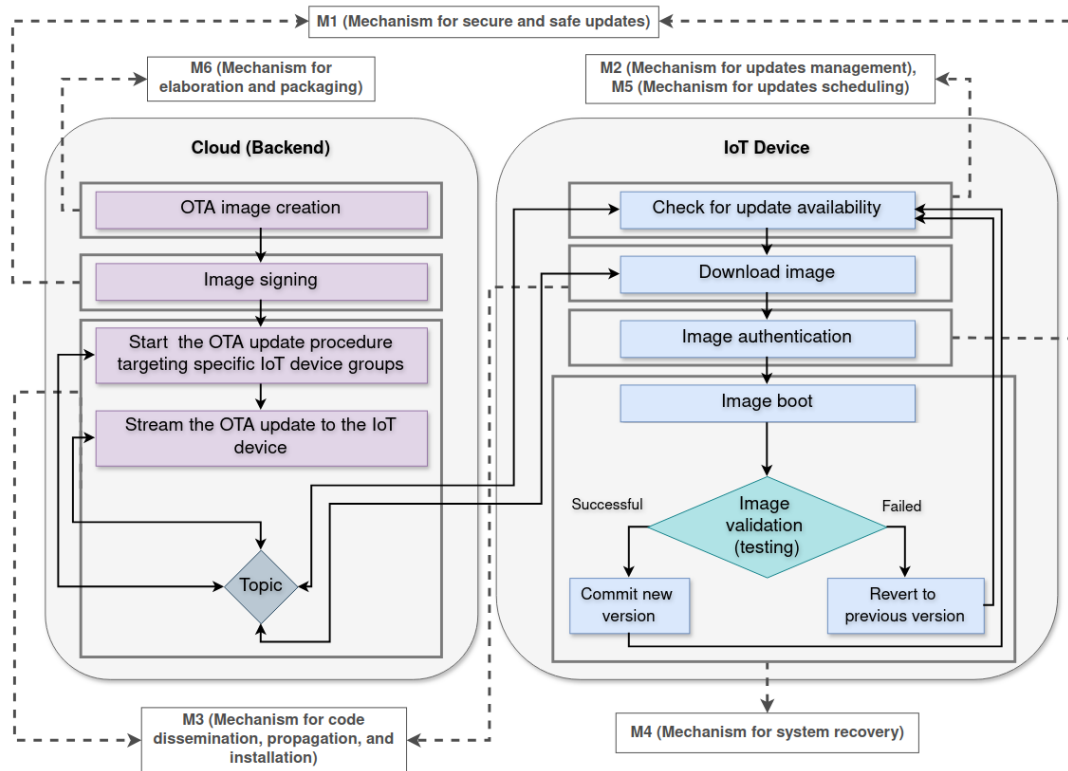 M1 (Mechanism for secure and safe updates)
M6 (Mechanism for
elaboration and packaging)
M2 (Mechanism for updates management),
M5 (Mechanism for updates scheduling)
Cloud (Backend)
OTA image creation
Image signing
Start the OTA update procedure
targeting specific IoT device groups
Stream the OTA update to the IoT
device
Topic
IoT Device
Check for update availability
Download image
Image authentication
Image boot
Image
validation
(testing)
Successful
Failed
Commit new
version
Revert to
previous version
M3 (Mechanism for code
dissemination, propagation, and
installation)
M4 (Mechanism for system recovery)